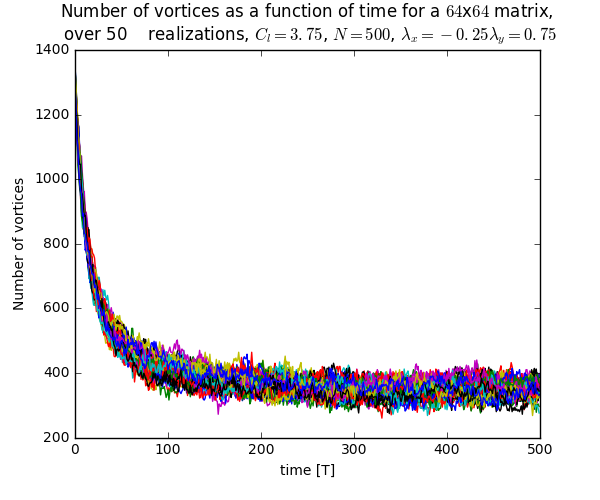 Number of vortices as a function of time for a 64x64 matrix,
over 50    realizations, C_l = 3.75, N = 500, λ_x = −0.25λ_y = 0.75
1400
1200
1000
800
600
400
200
Number of vortices
0 100 200 300 400 500
time [T]